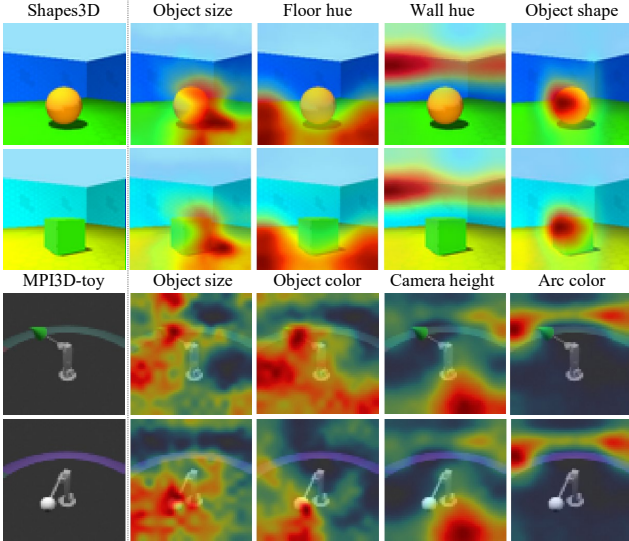 Shapes3D Object size Floor hue Wall hue Object shape
MPI3D-toy Object size Object color Camera height Arc color